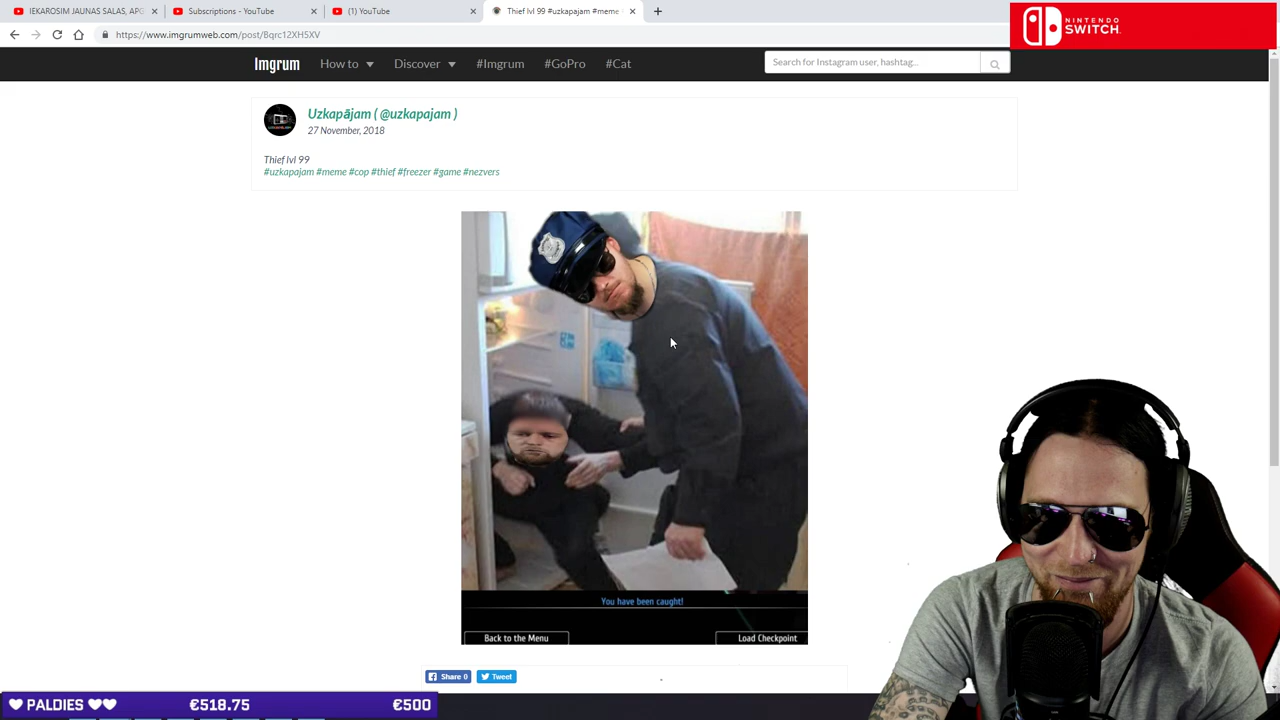 IEKAROSIM JAUNAS SALAS, APG
Subscriptions - YouTube
(1) YouTube
Thief lvl 99 #uzkapajam #meme
https://www.imgrumweb.com/post/Bqrc12XH5XV
NINTENDO
SWITCH
Imgrum
How to
Discover
#Imgrum
#GoPro
#Cat
Search for Instagram user, hashtag...
Uzkapājam ( @uzkapajam )
27 November, 2018
Thief lvl 99
#uzkapajam #meme #cop #thief #freezer #game #nezvers
You have been caught!
Back to the Menu
Load Checkpoint
Share 0
Tweet
PALDIES
€518.75
€500